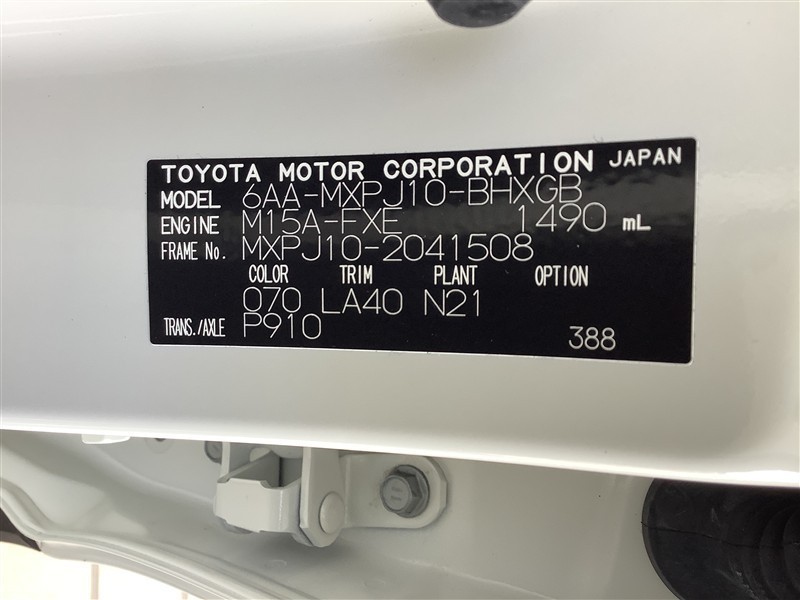 TOYOTA MOTOR CORPORATION JAPAN
MODEL 6AA-MXPJ10-BHXGB
ENGINE M15A-FXE 1490 mL
FRAME No. MXPJ10-2041508
COLOR TRIM PLANT OPTION
070 LA40 N21
TRANS./AXLE P910 388